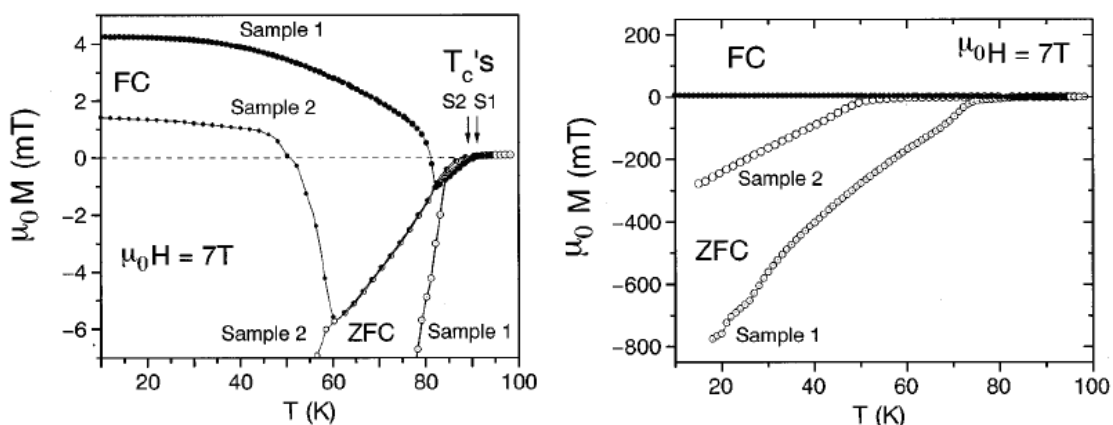 μ₀ M (mT)
4
2
0
−2
−4
−6
20
40
60
80
100
T (K)
Sample 1
FC
Sample 2
T_c's
S2 S1
μ₀H = 7T
Sample 2
ZFC
Sample 1
μ₀ M (mT)
200
0
−200
−400
−600
−800
20
40
60
80
100
T (K)
FC
μ₀H = 7T
Sample 2
ZFC
Sample 1